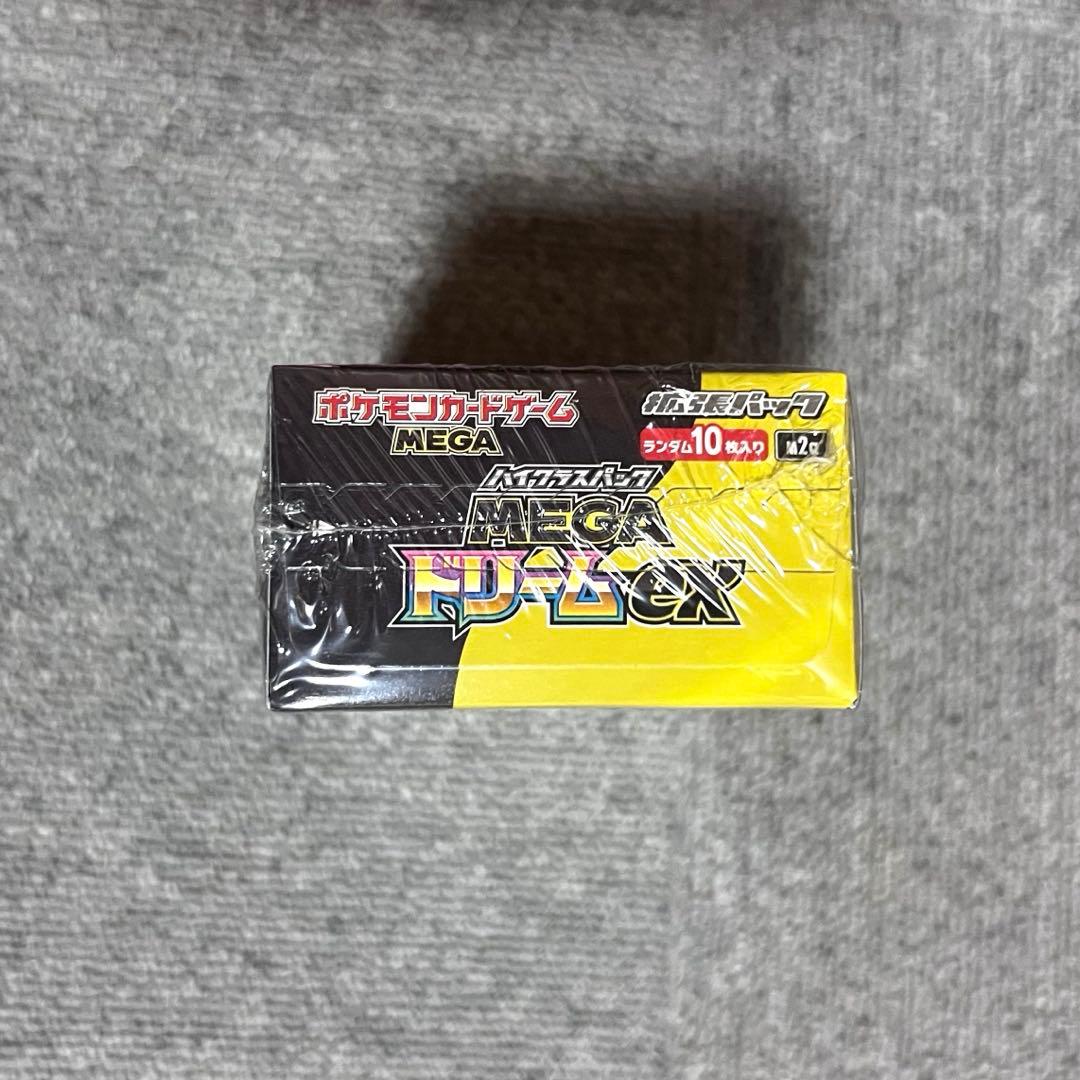 ポケモンカードゲーム
MEGA
拡張パック
ランダム10枚入り
M2a
ハイクラスパック
MEGA
ドリームex